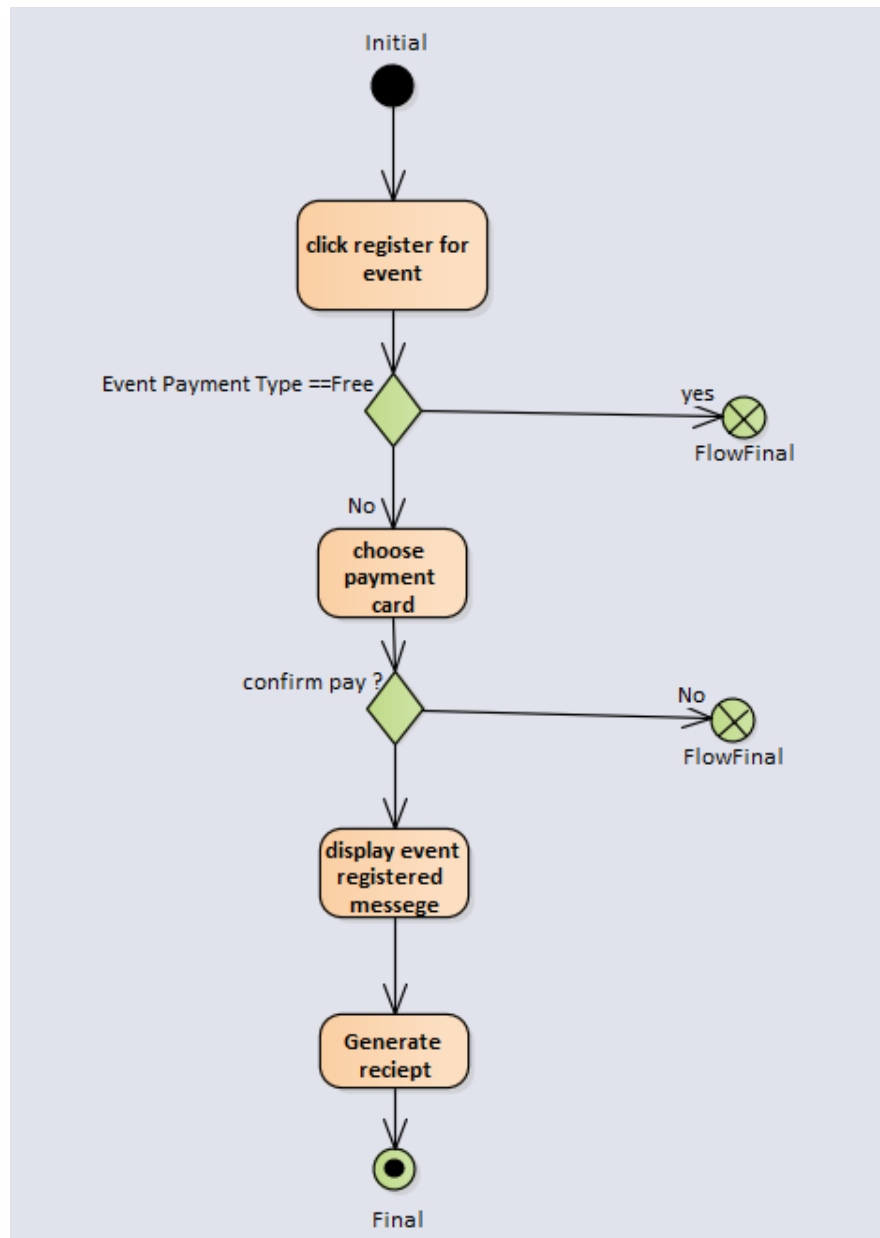 Initial
click register for
event
Event Payment Type ==Free
yes
FlowFinal
No
choose
payment
card
confirm pay ?
No
FlowFinal
display event
registered
messege
Generate
reciept
Final